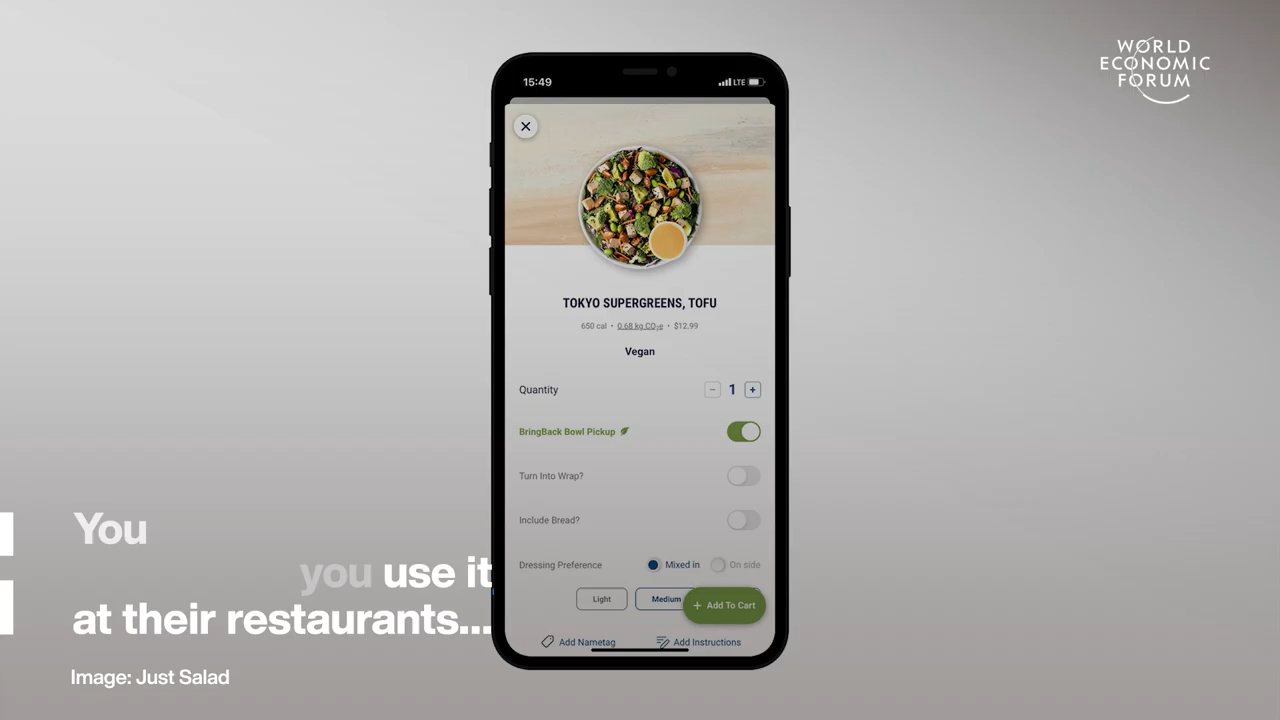 WORLD
ECONOMIC
FORUM
15:49
LTE
TOKYO SUPERGREENS, TOFU
650 cal • 0.68 kg CO₂e • $12.99
Vegan
Quantity
1
BringBack Bowl Pickup
Turn Into Wrap?
Include Bread?
Dressing Preference Mixed in On side
Light Medium
+ Add To Cart
Add Nametag Add Instructions
You
you use it
at their restaurants...
Image: Just Salad